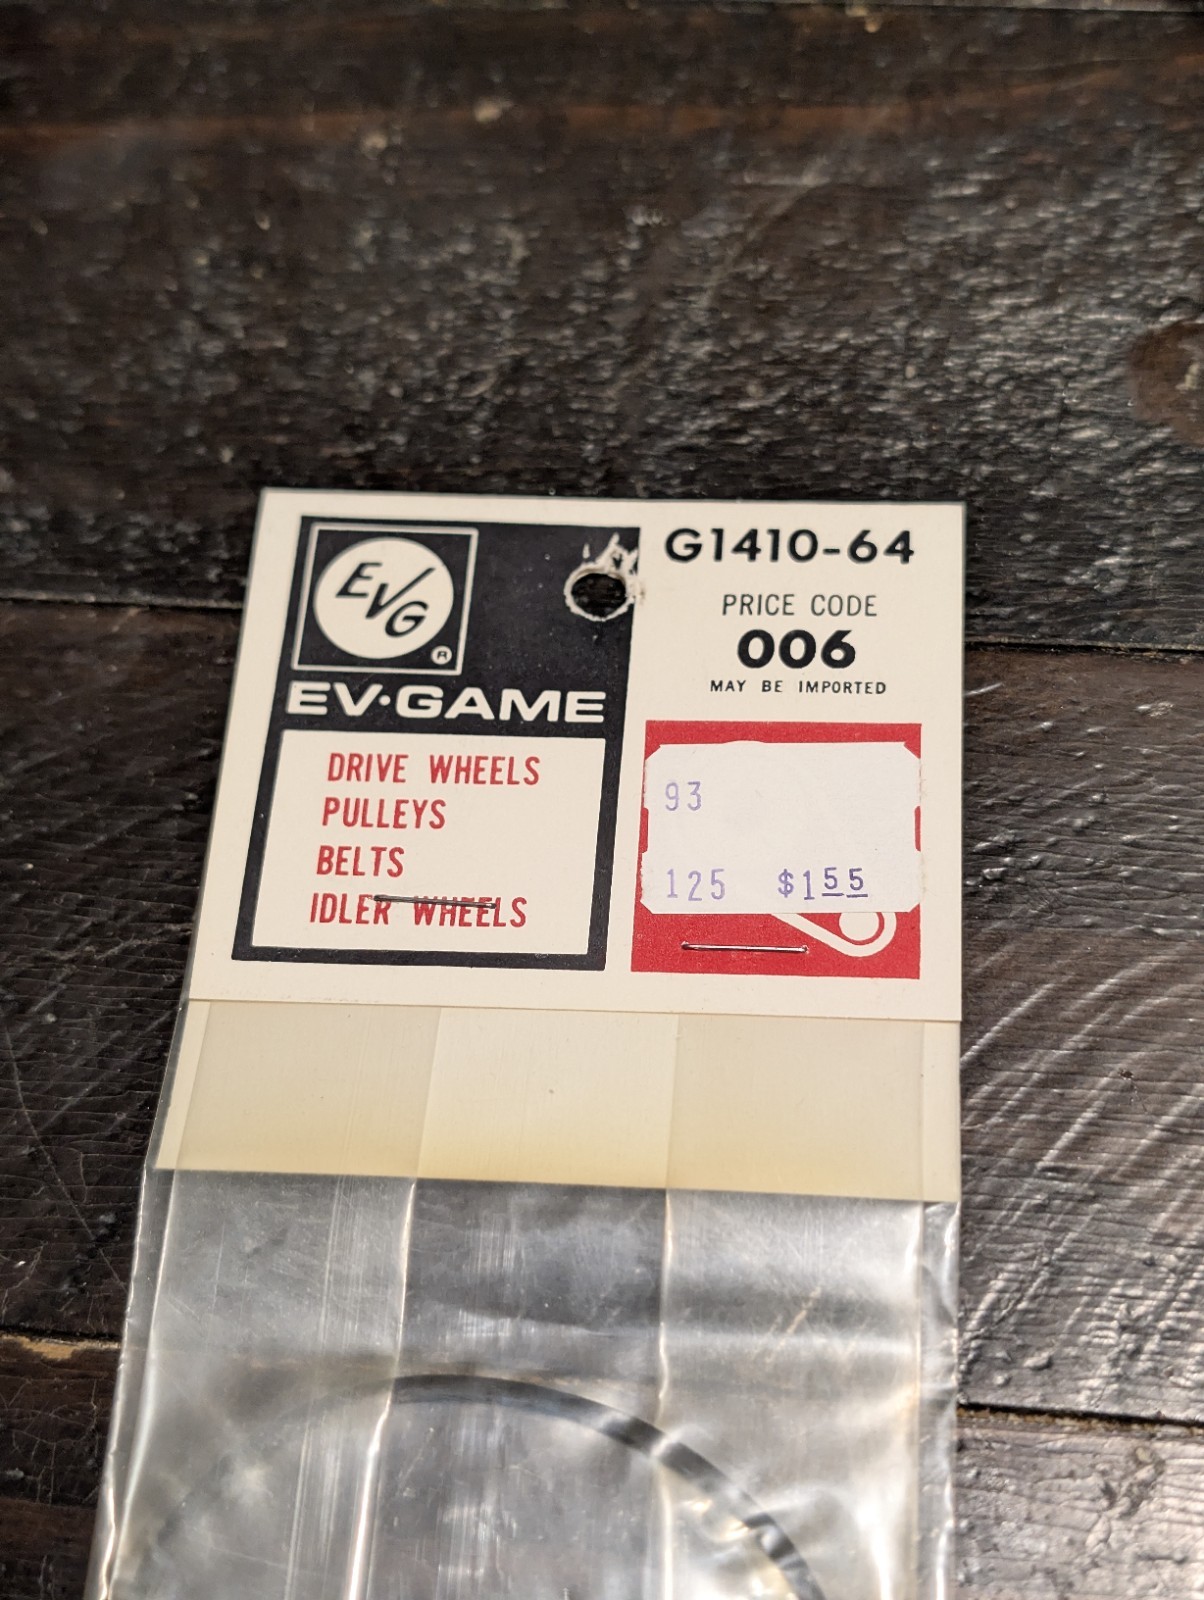 EVG
®
EV·GAME
DRIVE WHEELS
PULLEYS
BELTS
IDLER WHEELS
G1410-64
PRICE CODE
006
MAY BE IMPORTED
93
125 $155